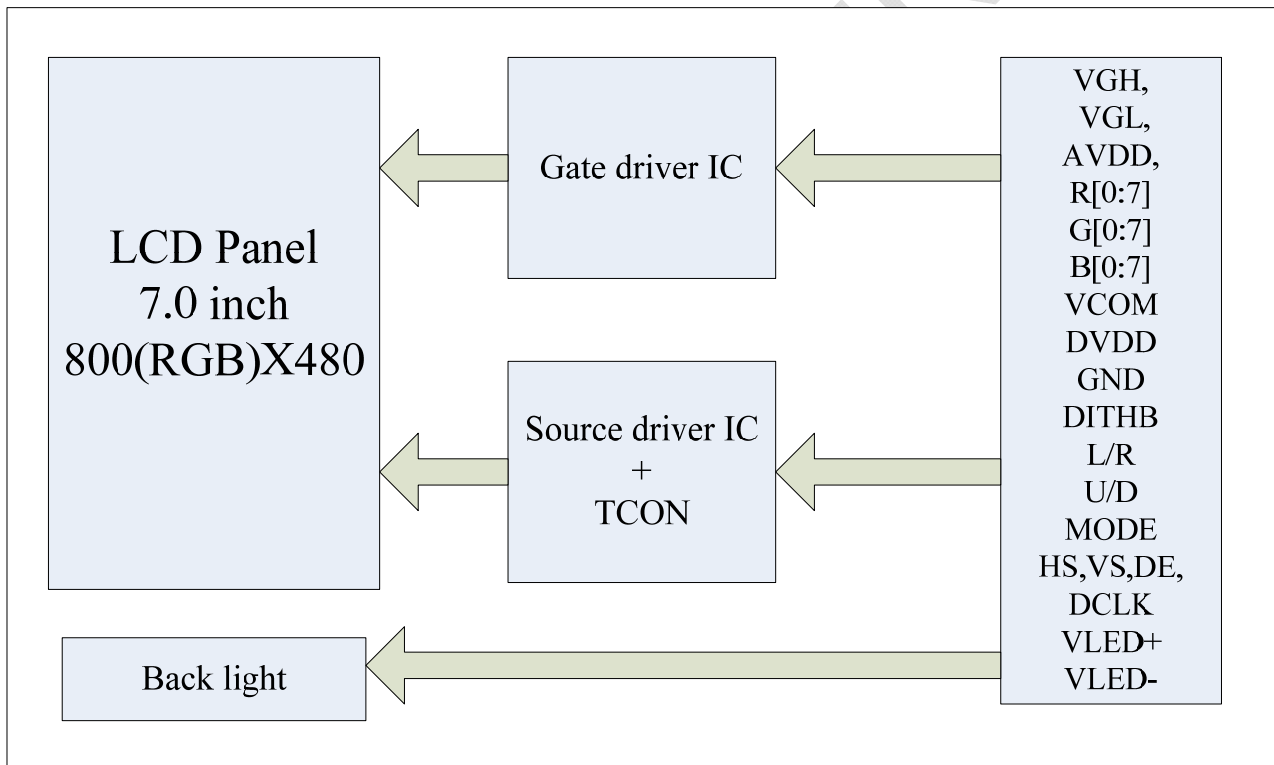 LCD Panel
7.0 inch
800(RGB)X480
Gate driver IC
Source driver IC
+
TCON
Back light
VGH,
VGL,
AVDD,
R[0:7]
G[0:7]
B[0:7]
VCOM
DVDD
GND
DITHB
L/R
U/D
MODE
HS,VS,DE,
DCLK
VLED+
VLED-